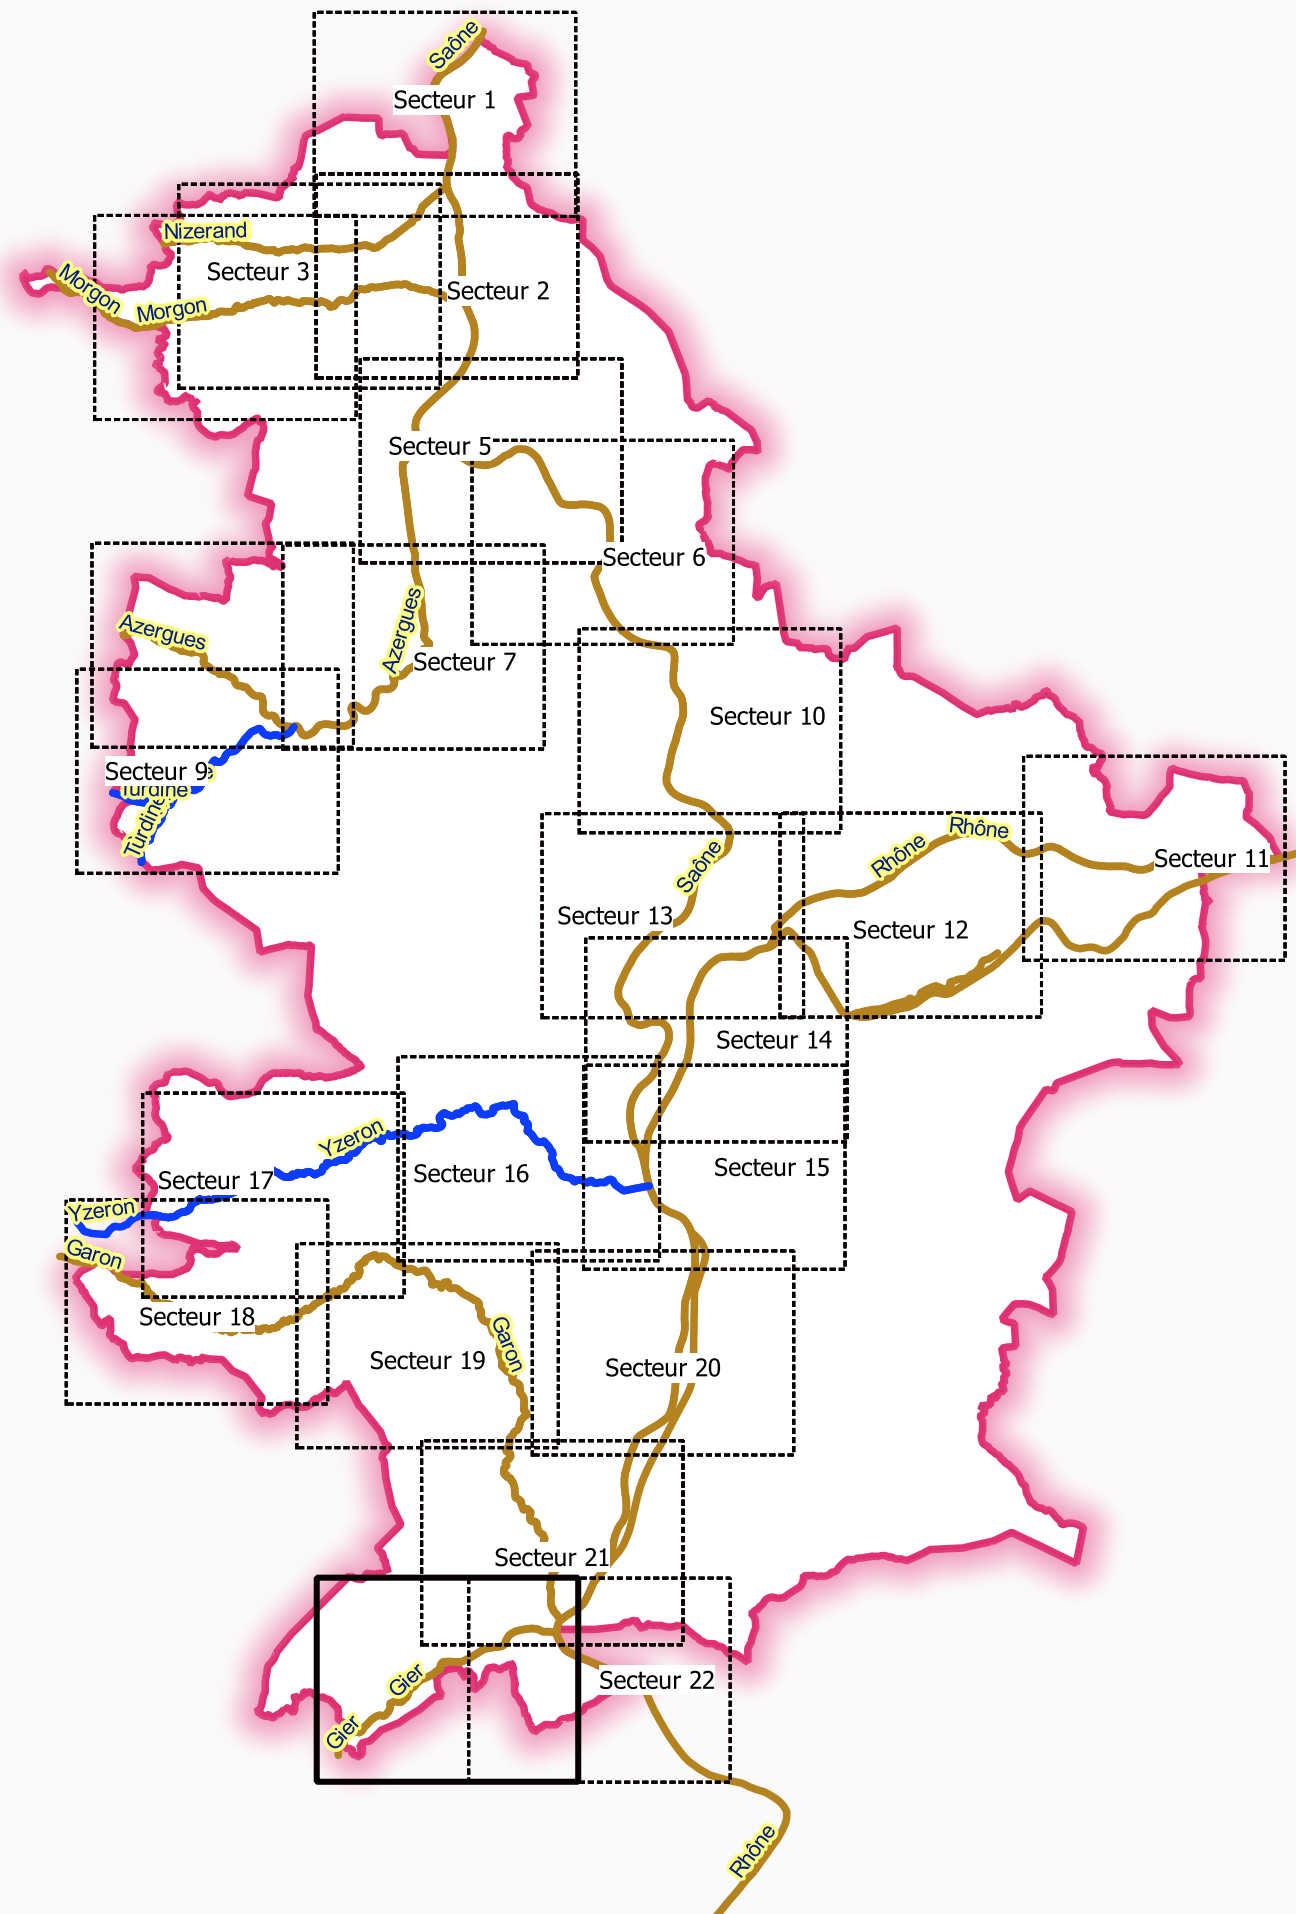 Saône
Secteur 1
Nizerand
Secteur 3
Morgon
Secteur 2
Morgon
Secteur 5
Secteur 6
Azergues
Azergues
Secteur 7
Secteur 10
Secteur 9
Turdine
Turdine
Saône
Rhône
Rhône
Secteur 11
Secteur 13
Secteur 12
Secteur 14
Yzeron
Secteur 16
Secteur 15
Secteur 17
Yzeron
Garon
Secteur 18
Garon
Secteur 19
Secteur 20
Secteur 21
Gier
Secteur 22
Gier
Rhône